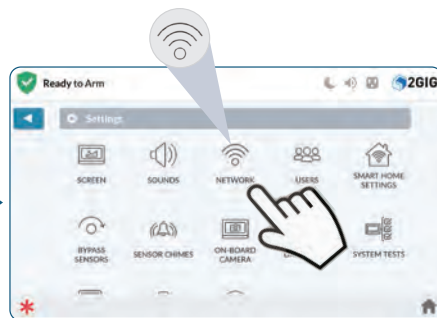 Ready to Arm
2GIG
Settings
SCREEN
SOUNDS
NETWORK
USERS
SMART HOME
SETTINGS
BYPASS
SENSORS
SENSOR CHIMES
ON-BOARD
CAMERA
SYSTEM TESTS